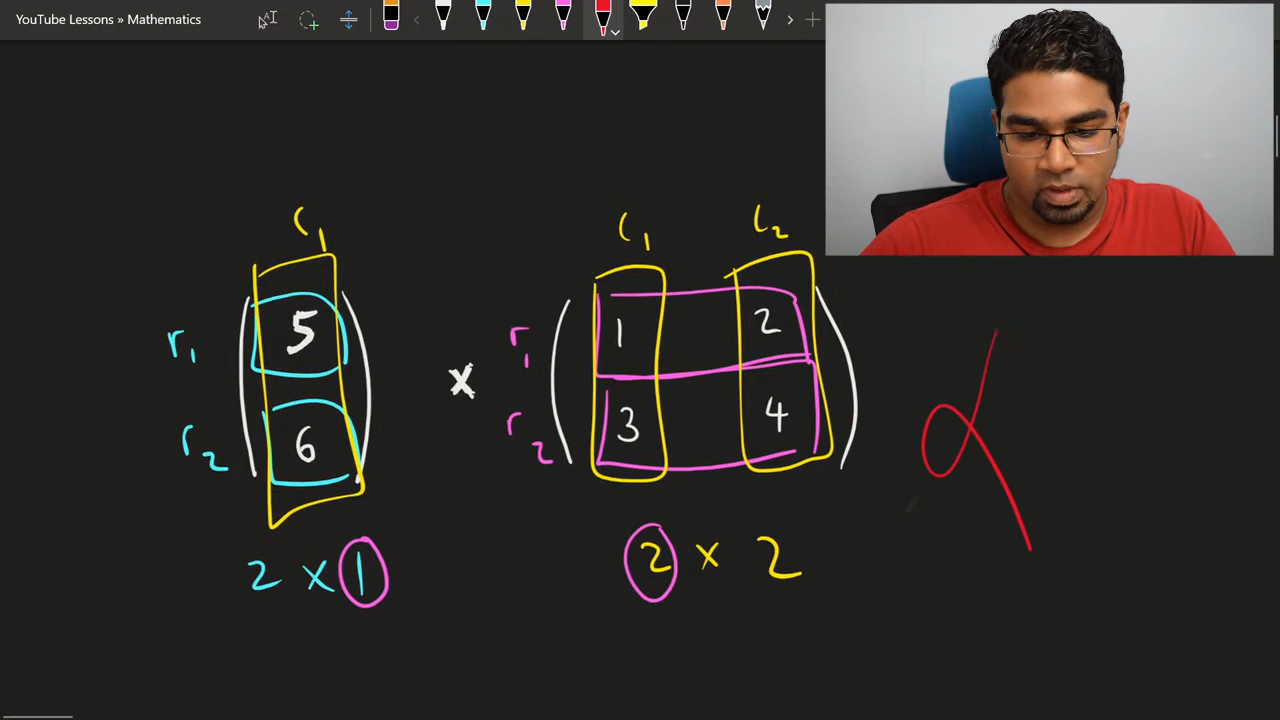 YouTube Lessons » Mathematics
C1 C1 C2
r1 5 r1 1 2
x
r2 6 r2 3 4
2 x 1 2 x 2